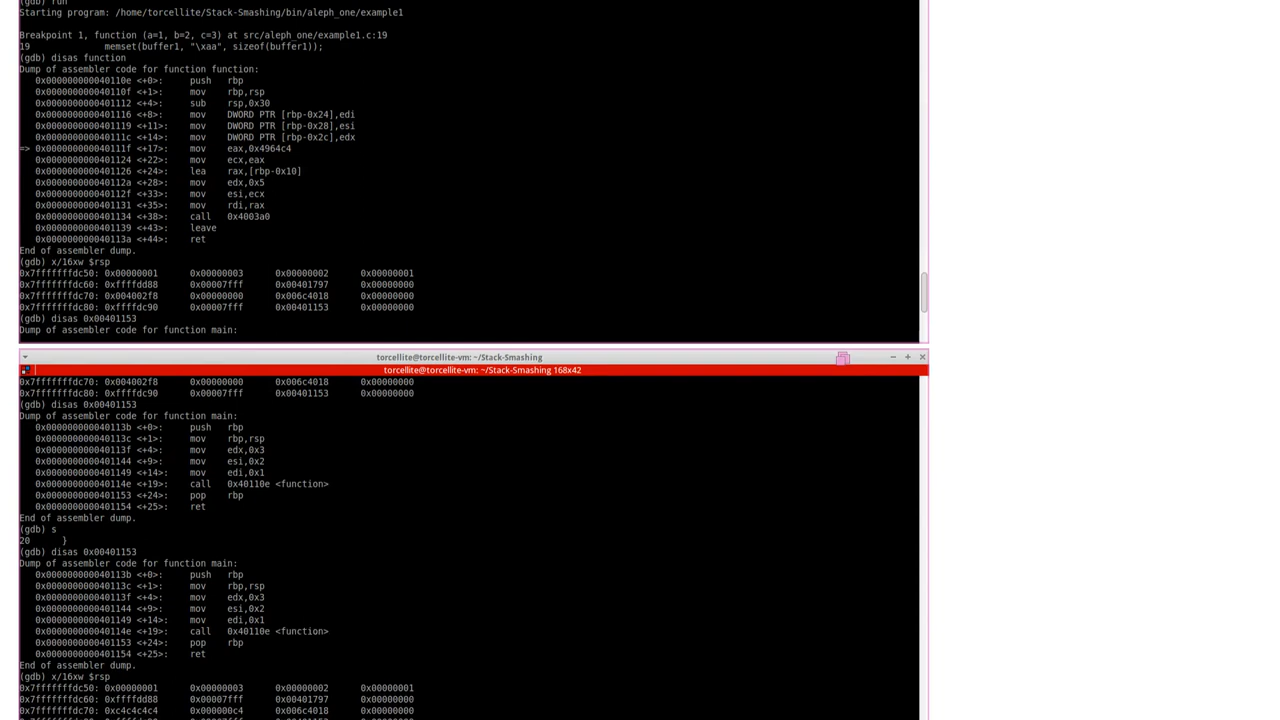 (gdb) run
Starting program: /home/torcellite/Stack-Smashing/bin/aleph_one/example1
Breakpoint 1, function (a=1, b=2, c=3) at src/aleph_one/example1.c:19
19 memset(buffer1, "\xaa", sizeof(buffer1));
(gdb) disas function
Dump of assembler code for function function:
0x000000000040110e <+0>: push rbp
0x000000000040110f <+1>: mov rbp,rsp
0x0000000000401112 <+4>: sub rsp,0x30
0x0000000000401116 <+8>: mov DWORD PTR [rbp-0x24],edi
0x0000000000401119 <+11>: mov DWORD PTR [rbp-0x28],esi
0x000000000040111c <+14>: mov DWORD PTR [rbp-0x2c],edx
=> 0x000000000040111f <+17>: mov eax,0x4964c4
0x0000000000401124 <+22>: mov ecx,eax
0x0000000000401126 <+24>: lea rax,[rbp-0x10]
0x000000000040112a <+28>: mov edx,0x5
0x000000000040112f <+33>: mov esi,ecx
0x0000000000401131 <+35>: mov rdi,rax
0x0000000000401134 <+38>: call 0x4003a0
0x0000000000401139 <+43>: leave
0x000000000040113a <+44>: ret
End of assembler dump.
(gdb) x/16xw $rsp
0x7fffffffdc50: 0x00000001 0x00000003 0x00000002 0x00000001
0x7fffffffdc60: 0xffffdd88 0x00007fff 0x00401797 0x00000000
0x7fffffffdc70: 0x004002f8 0x00000000 0x006c4018 0x00000000
0x7fffffffdc80: 0xffffdc90 0x00007fff 0x00401153 0x00000000
(gdb) disas 0x00401153
Dump of assembler code for function main:
torcellite@torcellite-vm: ~/Stack-Smashing
torcellite@torcellite-vm: ~/Stack-Smashing 168x42
0x7fffffffdc70: 0x004002f8 0x00000000 0x006c4018 0x00000000
0x7fffffffdc80: 0xffffdc90 0x00007fff 0x00401153 0x00000000
(gdb) disas 0x00401153
Dump of assembler code for function main:
0x000000000040113b <+0>: push rbp
0x000000000040113c <+1>: mov rbp,rsp
0x000000000040113f <+4>: mov edx,0x3
0x0000000000401144 <+9>: mov esi,0x2
0x0000000000401149 <+14>: mov edi,0x1
0x000000000040114e <+19>: call 0x40110e <function>
0x0000000000401153 <+24>: pop rbp
0x0000000000401154 <+25>: ret
End of assembler dump.
(gdb) s
20 }
(gdb) disas 0x00401153
Dump of assembler code for function main:
0x000000000040113b <+0>: push rbp
0x000000000040113c <+1>: mov rbp,rsp
0x000000000040113f <+4>: mov edx,0x3
0x0000000000401144 <+9>: mov esi,0x2
0x0000000000401149 <+14>: mov edi,0x1
0x000000000040114e <+19>: call 0x40110e <function>
0x0000000000401153 <+24>: pop rbp
0x0000000000401154 <+25>: ret
End of assembler dump.
(gdb) x/16xw $rsp
0x7fffffffdc50: 0x00000001 0x00000003 0x00000002 0x00000001
0x7fffffffdc60: 0xffffdd88 0x00007fff 0x00401797 0x00000000
0x7fffffffdc70: 0xc4c4c4c4 0x000000c4 0x006c4018 0x00000000